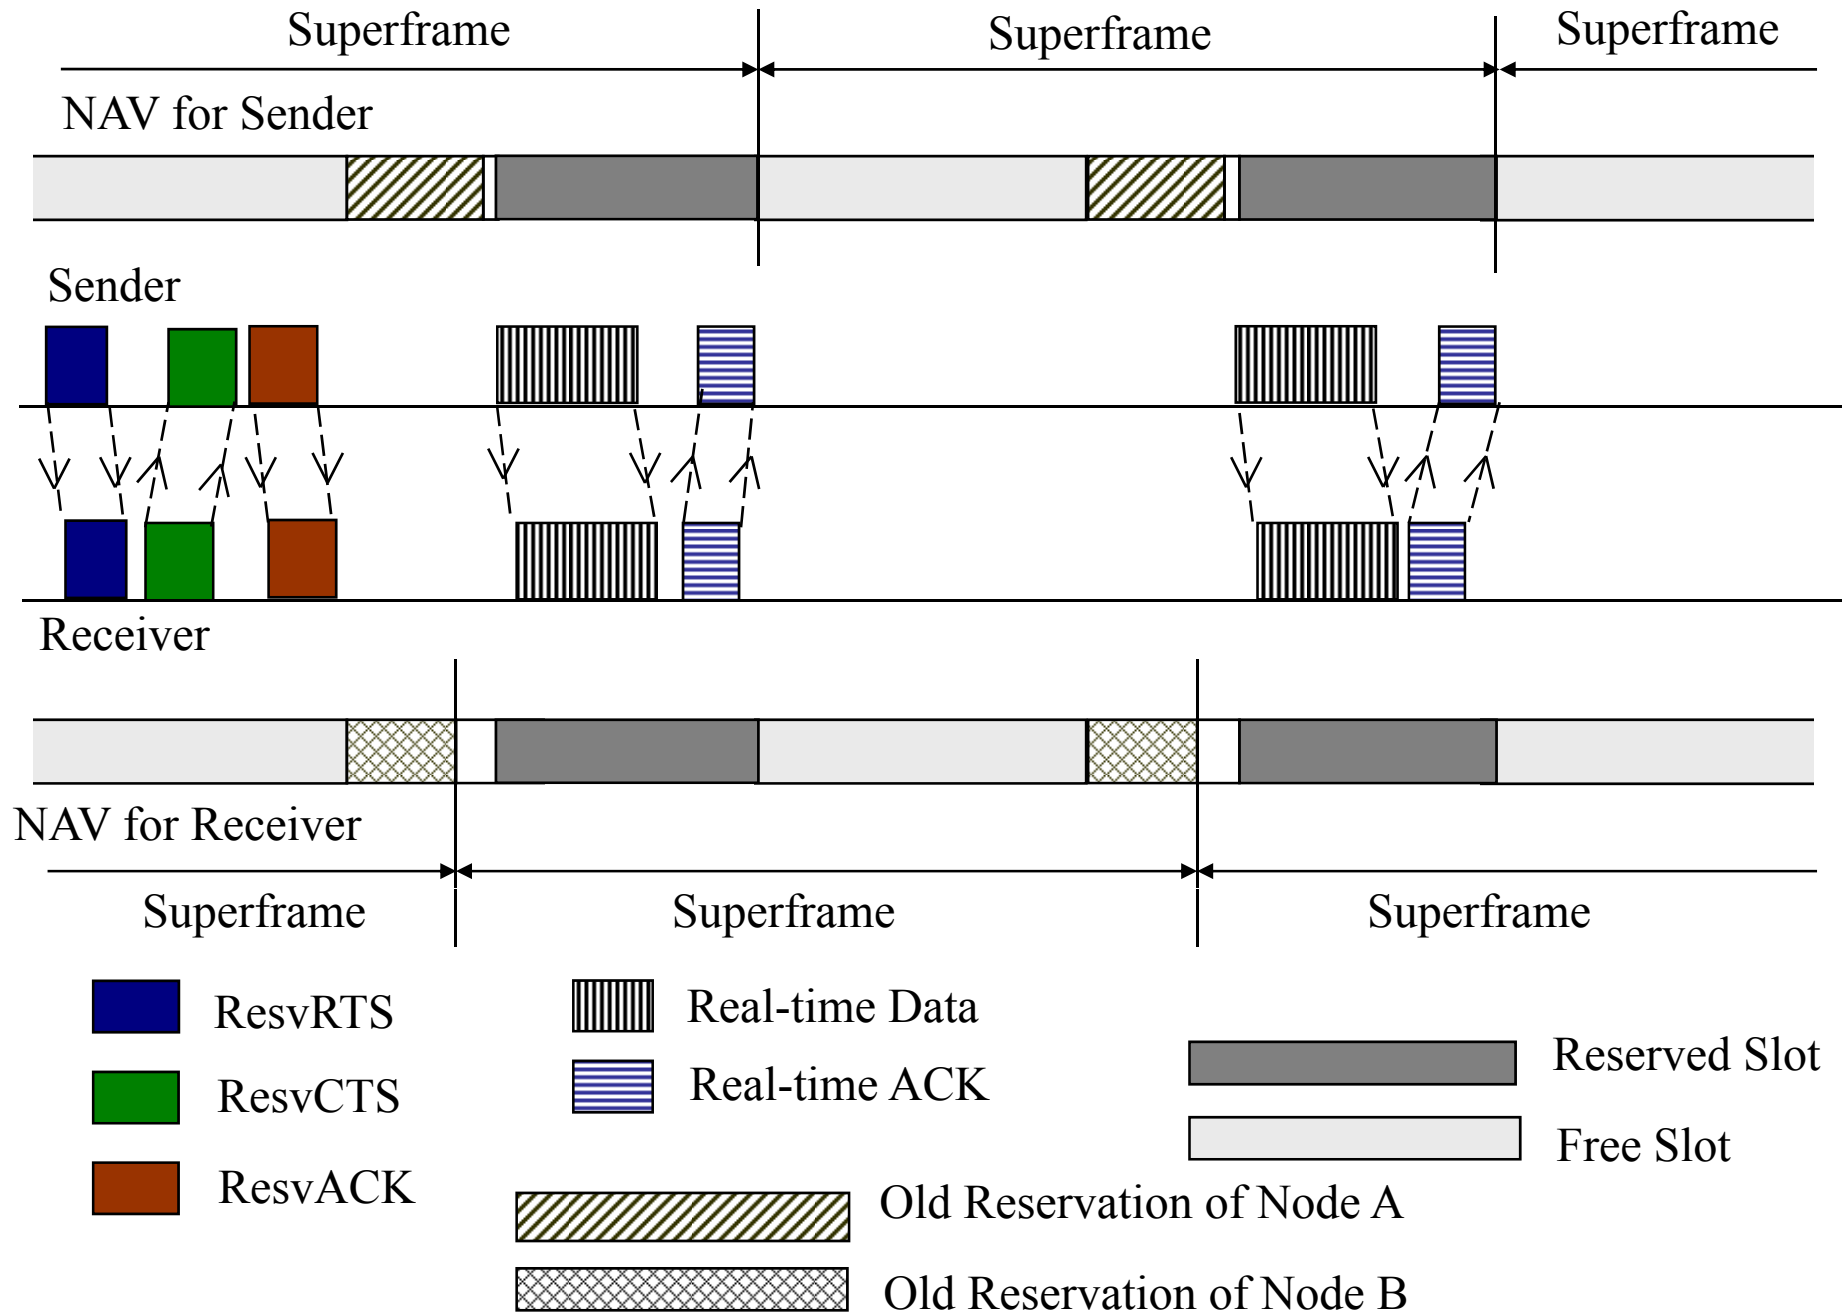 Superframe
Superframe
Superframe
NAV for Sender
Sender
Receiver
NAV for Receiver
Superframe
Superframe
Superframe
ResvRTS
ResvCTS
ResvACK
Real-time Data
Real-time ACK
Reserved Slot
Free Slot
Old Reservation of Node A
Old Reservation of Node B